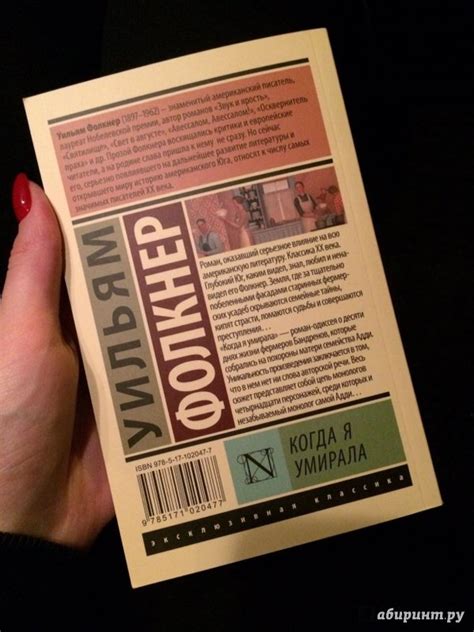 Уильям Фолкнер (1897–1962) — знаменитый американский писатель,
лауреат Нобелевской премии, автор романов «Звук и ярость»,
«Святилище», «Свет в августе», «Авессалом, Авессалом!», «Осквернитель
праха» и др. Прозой Фолкнера восхищались критики и европейские
читатели, а на родине слава пришла к нему не сразу. Но сейчас
его, серьезно повлиявшего на дальнейшее развитие литературы и
открывшего миру историю американского Юга, относят к числу самых
значимых писателей XX века.
УИЛЬЯМ
ФОЛКНЕР
Роман, оказавший серьезное влияние на всю
американскую литературу. Классика XX века.
Глубокий Юг, каким видел, знал, любил и нена-
видел его Фолкнер. Земля, где за тщательно
побеленными фасадами старинных фермер-
ских усадеб скрываются семейные тайны,
кипят страсти, ломаются судьбы и совершаются
преступления...
«Когда я умирала» — роман-одиссея о десяти
днях жизни фермеров Бандренов, которые
собрались на похороны матери семейства Адди.
Уникальность произведения заключается в том,
что в нем нет ни слова авторской речи. Весь
сюжет представляет собой цепь монологов
четырнадцати персонажей, среди которых и
незабываемый монолог самой Адди...
ISBN 978-5-17-102047-7
9785171020477
N
КОГДА Я
УМИРАЛА
ЭКСКЛЮЗИВНАЯ КЛАССИКА
абиринт.ру